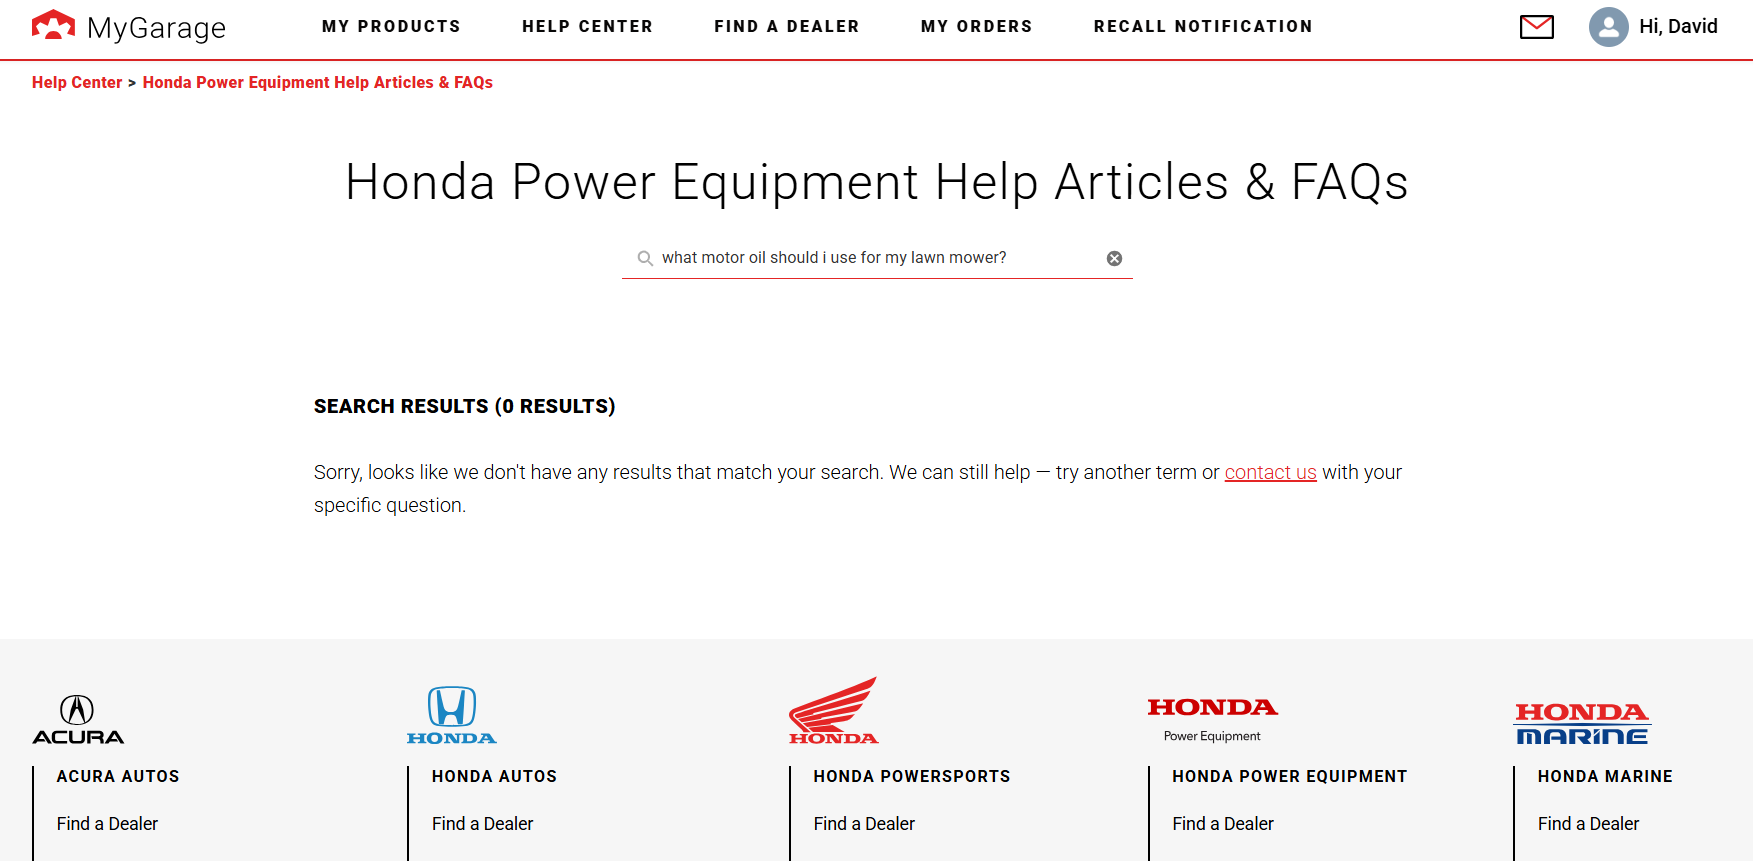 MyGarage
MY PRODUCTS
HELP CENTER
FIND A DEALER
MY ORDERS
RECALL NOTIFICATION
Hi, David
Help Center > Honda Power Equipment Help Articles & FAQs
Honda Power Equipment Help Articles & FAQs
what motor oil should i use for my lawn mower?
SEARCH RESULTS (0 RESULTS)
Sorry, looks like we don't have any results that match your search. We can still help — try another term or contact us with your
specific question.
ACURA
HONDA
HONDA
HONDA
Power Equipment
HONDA
MARINE
ACURA AUTOS
HONDA AUTOS
HONDA POWERSPORTS
HONDA POWER EQUIPMENT
HONDA MARINE
Find a Dealer
Find a Dealer
Find a Dealer
Find a Dealer
Find a Dealer